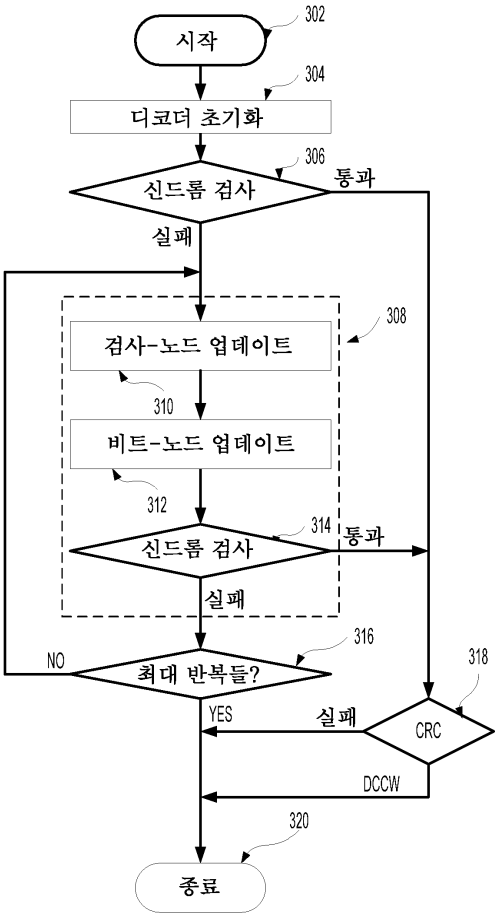 시작
302
304
디코더 초기화
306
신드롬 검사
통과
실패
308
검사-노드 업데이트
310
비트-노드 업데이트
312
314
신드롬 검사
통과
실패
316
NO
최대 반복들?
318
YES
실패
CRC
DCCW
320
종료